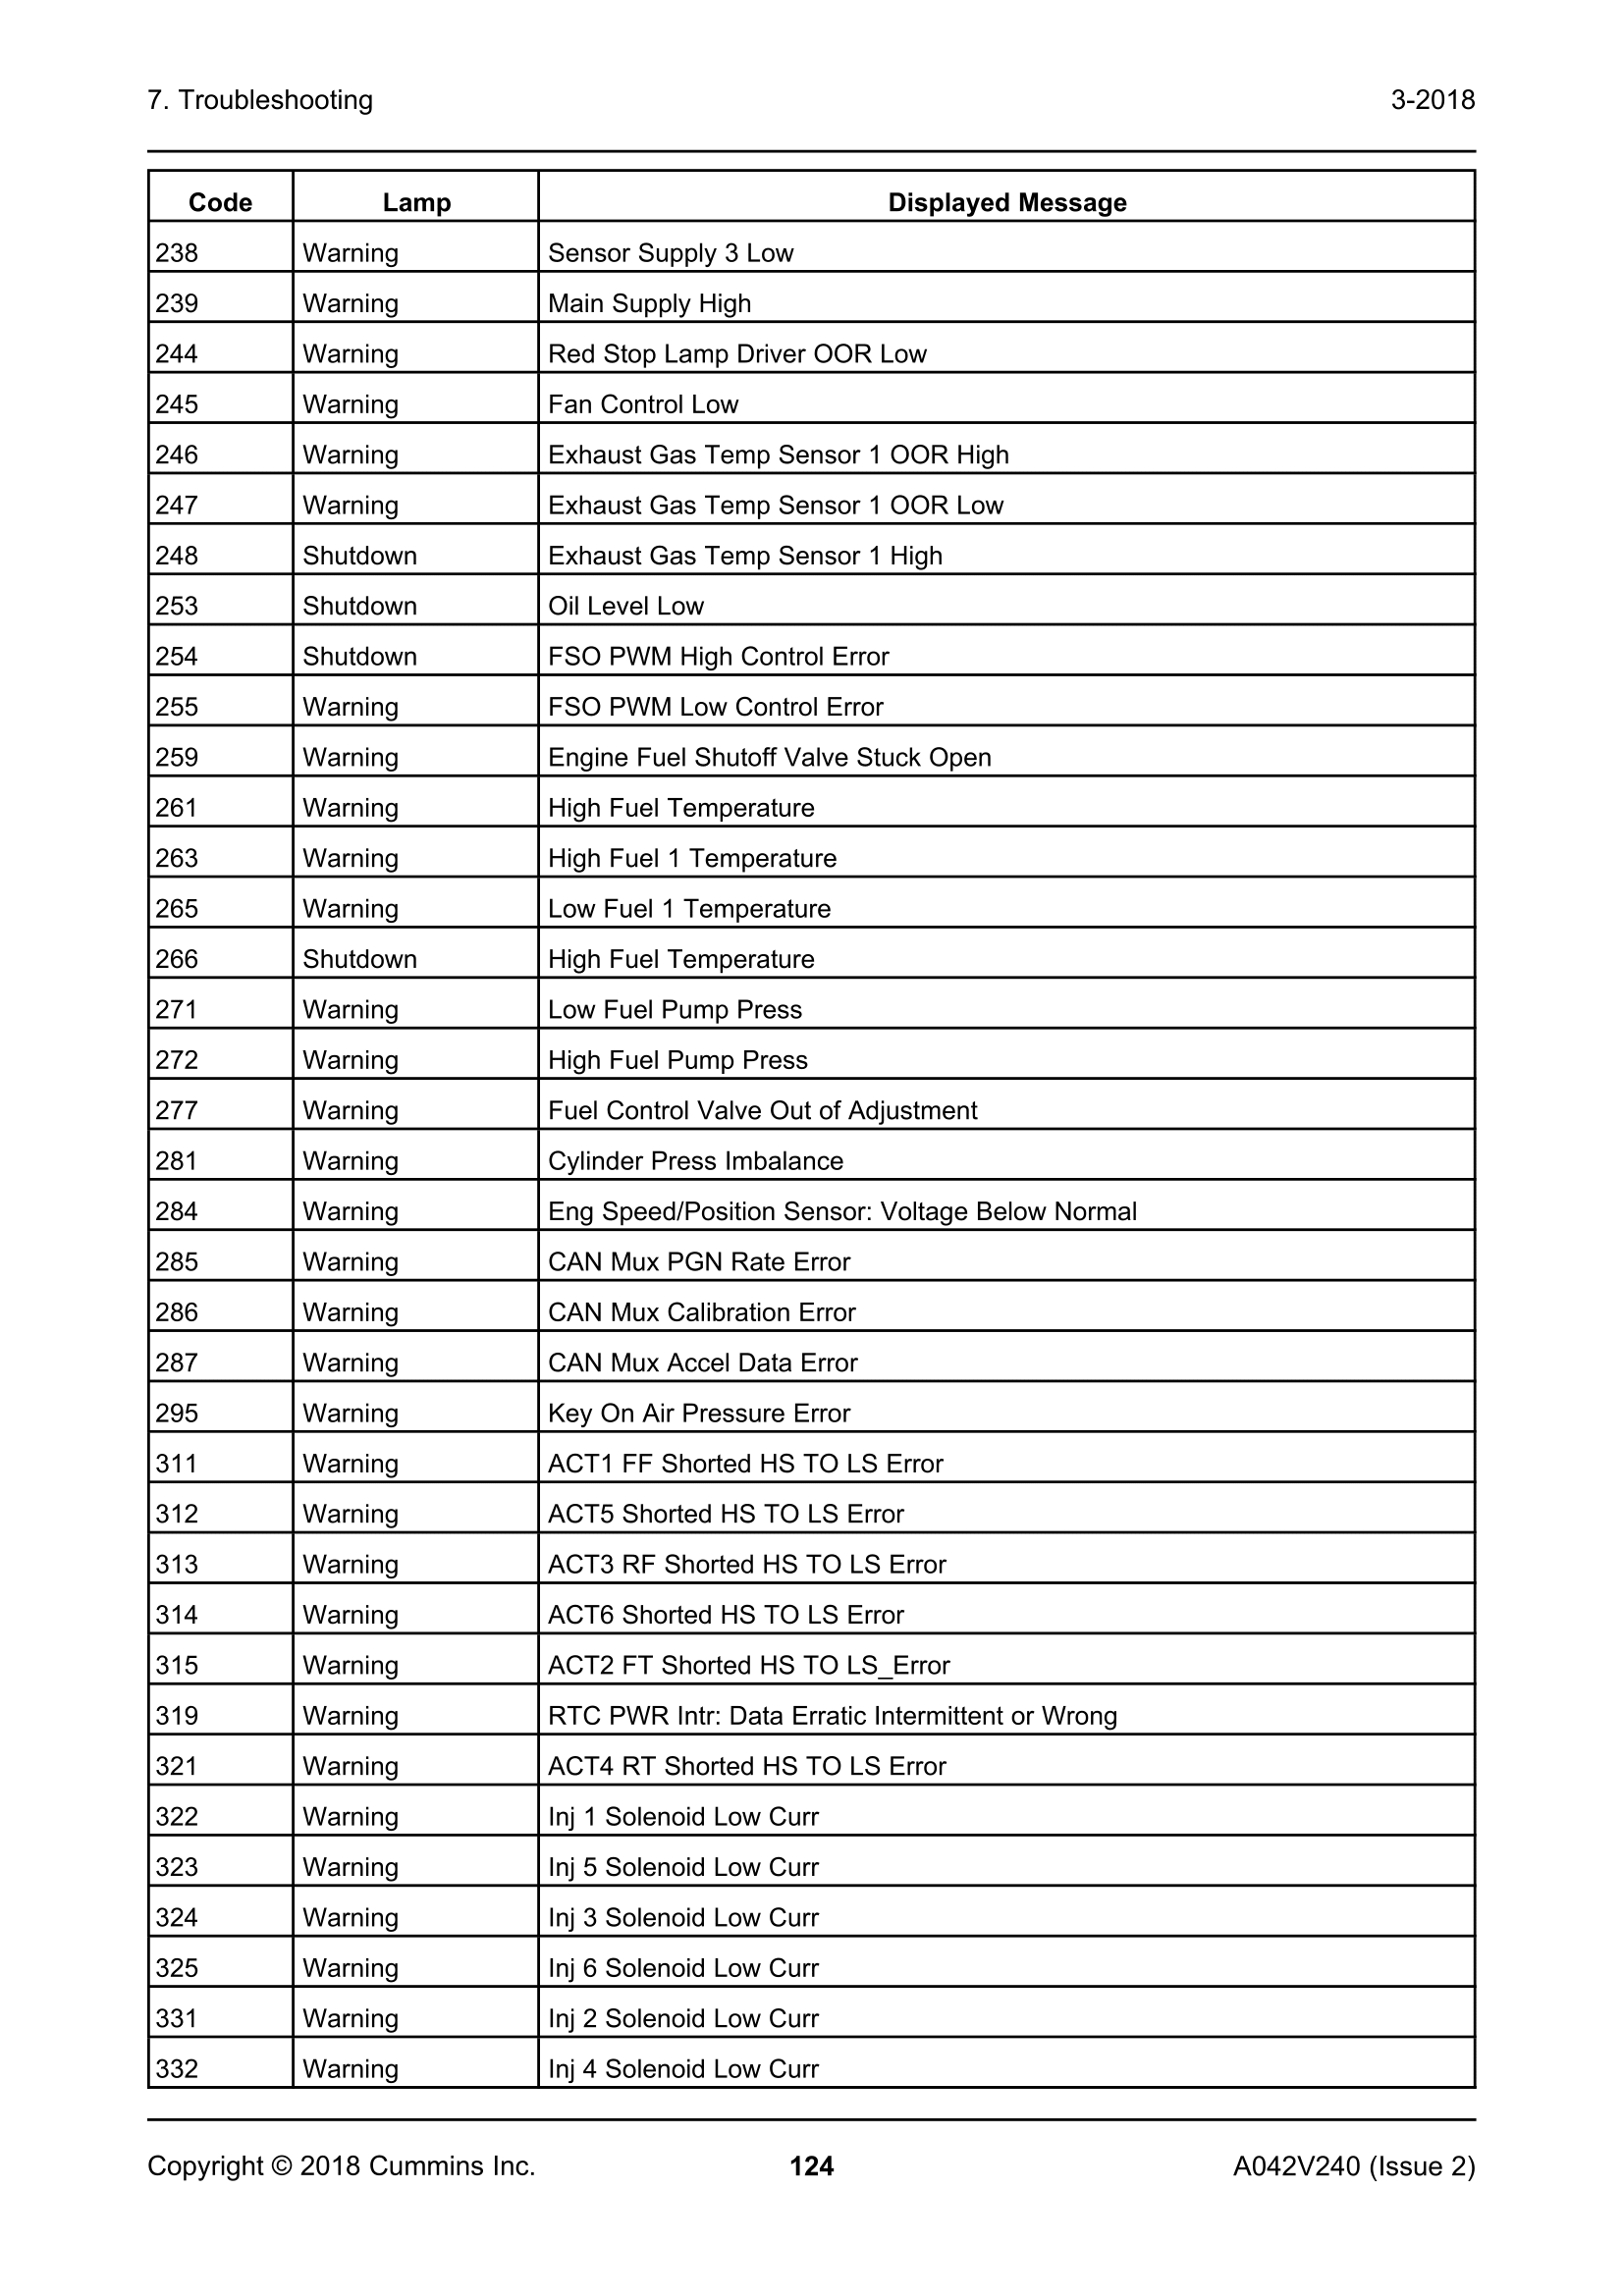 7. Troubleshooting 3-2018
Code Lamp Displayed Message
238 Warning Sensor Supply 3 Low
239 Warning Main Supply High
244 Warning Red Stop Lamp Driver OOR Low
245 Warning Fan Control Low
246 Warning Exhaust Gas Temp Sensor 1 OOR High
247 Warning Exhaust Gas Temp Sensor 1 OOR Low
248 Shutdown Exhaust Gas Temp Sensor 1 High
253 Shutdown Oil Level Low
254 Shutdown FSO PWM High Control Error
255 Warning FSO PWM Low Control Error
259 Warning Engine Fuel Shutoff Valve Stuck Open
261 Warning High Fuel Temperature
263 Warning High Fuel 1 Temperature
265 Warning Low Fuel 1 Temperature
266 Shutdown High Fuel Temperature
271 Warning Low Fuel Pump Press
272 Warning High Fuel Pump Press
277 Warning Fuel Control Valve Out of Adjustment
281 Warning Cylinder Press Imbalance
284 Warning Eng Speed/Position Sensor: Voltage Below Normal
285 Warning CAN Mux PGN Rate Error
286 Warning CAN Mux Calibration Error
287 Warning CAN Mux Accel Data Error
295 Warning Key On Air Pressure Error
311 Warning ACT1 FF Shorted HS TO LS Error
312 Warning ACT5 Shorted HS TO LS Error
313 Warning ACT3 RF Shorted HS TO LS Error
314 Warning ACT6 Shorted HS TO LS Error
315 Warning ACT2 FT Shorted HS TO LS_Error
319 Warning RTC PWR Intr: Data Erratic Intermittent or Wrong
321 Warning ACT4 RT Shorted HS TO LS Error
322 Warning Inj 1 Solenoid Low Curr
323 Warning Inj 5 Solenoid Low Curr
324 Warning Inj 3 Solenoid Low Curr
325 Warning Inj 6 Solenoid Low Curr
331 Warning Inj 2 Solenoid Low Curr
332 Warning Inj 4 Solenoid Low Curr
Copyright © 2018 Cummins Inc. 124 A042V240 (Issue 2)